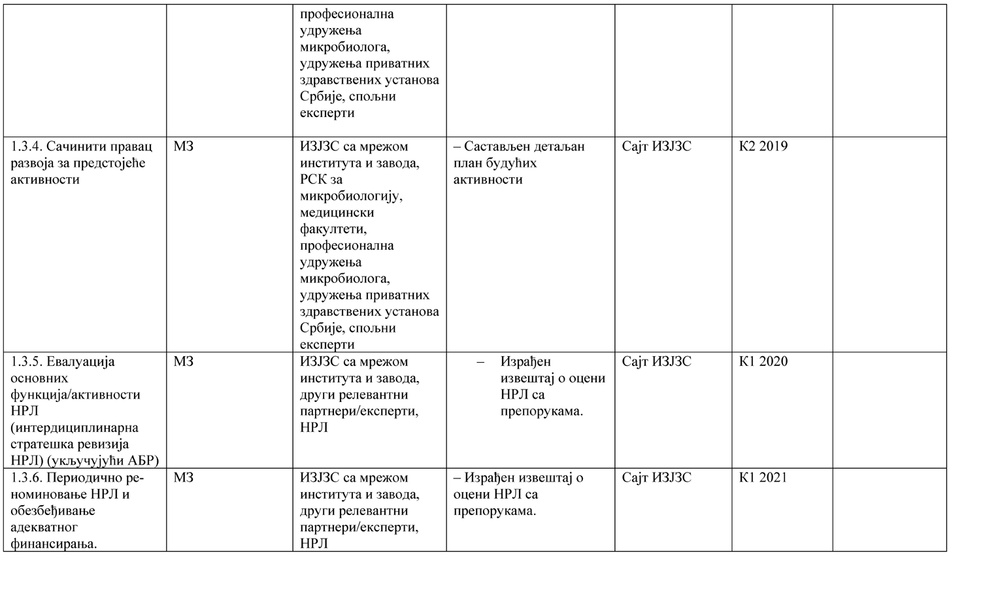 професионална
удружења
микробиолога,
удружења приватних
здравствених установа
Србије, спољни
експерти
1.3.4. Сачинити правац
развоја за предстојеће
активности
МЗ
ИЗЈЗС са мрежом
института и завода,
РСК за
микробиологију,
медицински
факултети,
професионална
удружења
микробиолога,
удружења приватних
здравствених установа
Србије, спољни
експерти
– Састављен детаљан
план будућих
активности
Сајт ИЗЈЗС
К2 2019
1.3.5. Евалуација
основних
функција/активности
НРЛ
(интердициплинарна
стратешка ревизија
НРЛ) (укључујући АБР)
МЗ
ИЗЈЗС са мрежом
института и завода,
други релевантни
партнери/експерти,
НРЛ
– Израђен
извештај о оцени
НРЛ са
препорукама.
Сајт ИЗЈЗС
К1 2020
1.3.6. Периодично ре-
номиновање НРЛ и
обезбеђивање
адекватног
финансирања.
МЗ
ИЗЈЗС са мрежом
института и завода,
други релевантни
партнери/експерти,
НРЛ
– Израђен извештај о
оцени НРЛ са
препорукама.
Сајт ИЗЈЗС
К1 2021